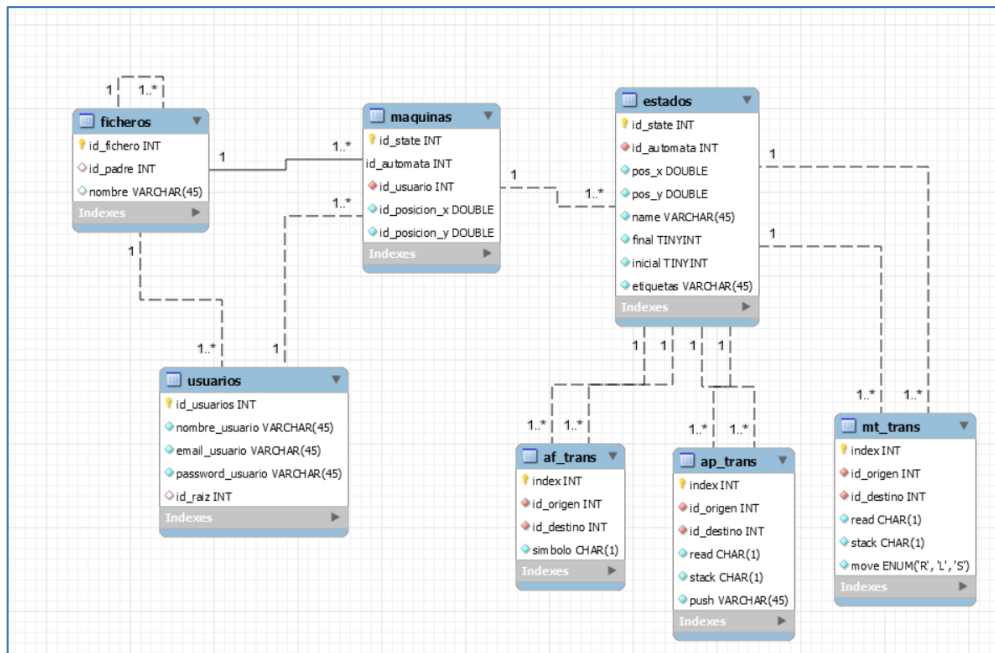 1
1..*
ficheros
id_fichero INT
id_padre INT
nombre VARCHAR(45)
Indexes
1
1..*
maquinas
id_state INT
id_automata INT
id_usuario INT
id_posicion_x DOUBLE
id_posicion_y DOUBLE
Indexes
1..*
1
1..*
estados
id_state INT
id_automata INT
pos_x DOUBLE
pos_y DOUBLE
name VARCHAR(45)
final TINYINT
inicial TINYINT
etiquetas VARCHAR(45)
Indexes
1
1
1
1..*
1
usuarios
id_usuarios INT
nombre_usuario VARCHAR(45)
email_usuario VARCHAR(45)
password_usuario VARCHAR(45)
id_raiz INT
Indexes
1
1
1
1
1..*
1..*
1..*
1..*
1..*
1..*
af_trans
index INT
id_origen INT
id_destino INT
simbolo CHAR(1)
Indexes
ap_trans
index INT
id_origen INT
id_destino INT
read CHAR(1)
stack CHAR(1)
push VARCHAR(45)
Indexes
mt_trans
index INT
id_origen INT
id_destino INT
read CHAR(1)
stack CHAR(1)
move ENUM('R', 'L', 'S')
Indexes